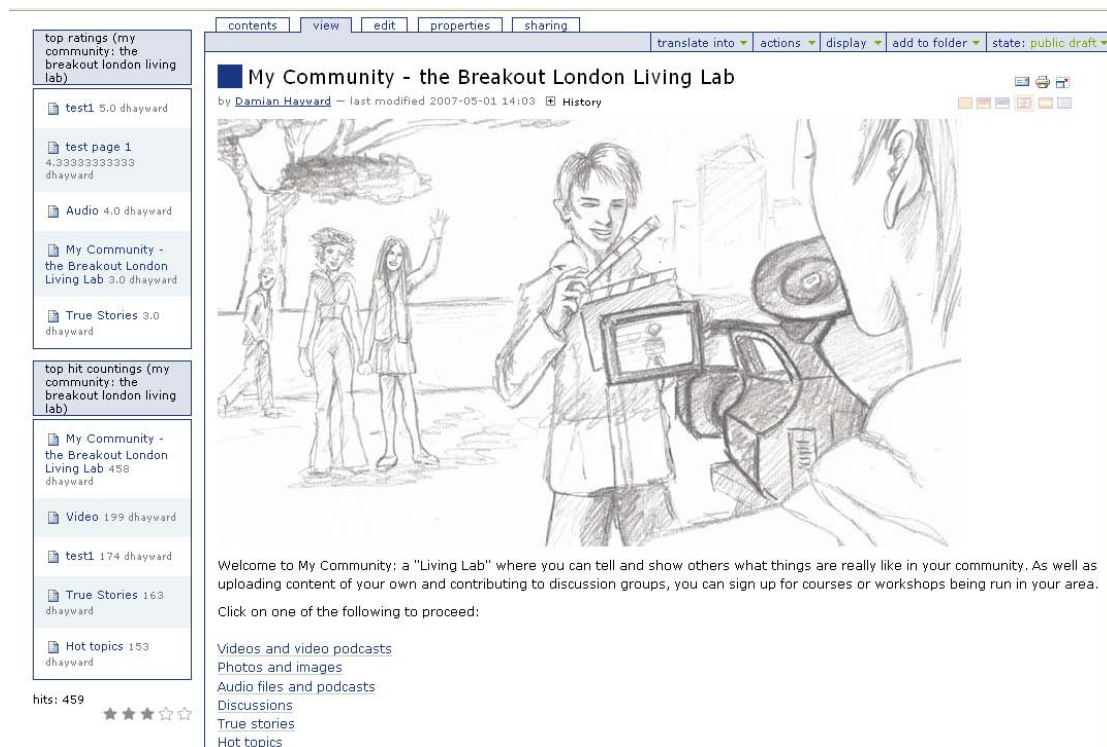 top ratings (my
community: the
breakout london living
lab)
test1 5.0 dhayward
test page 1
4.33333333333
dhayward
Audio 4.0 dhayward
My Community -
the Breakout London
Living Lab 3.0 dhayward
True Stories 3.0
dhayward
top hit countings (my
community: the
breakout london living
lab)
My Community -
the Breakout London
Living Lab 458
dhayward
Video 199 dhayward
test1 174 dhayward
True Stories 163
dhayward
Hot topics 153
dhayward
hits: 459
contents view edit properties sharing
translate into actions display add to folder state: public draft
My Community - the Breakout London Living Lab
by Damian Hayward — last modified 2007-05-01 14:03 History
Welcome to My Community: a "Living Lab" where you can tell and show others what things are really like in your community. As well as
uploading content of your own and contributing to discussion groups, you can sign up for courses or workshops being run in your area.
Click on one of the following to proceed:
Videos and video podcasts
Photos and images
Audio files and podcasts
Discussions
True stories
Hot topics